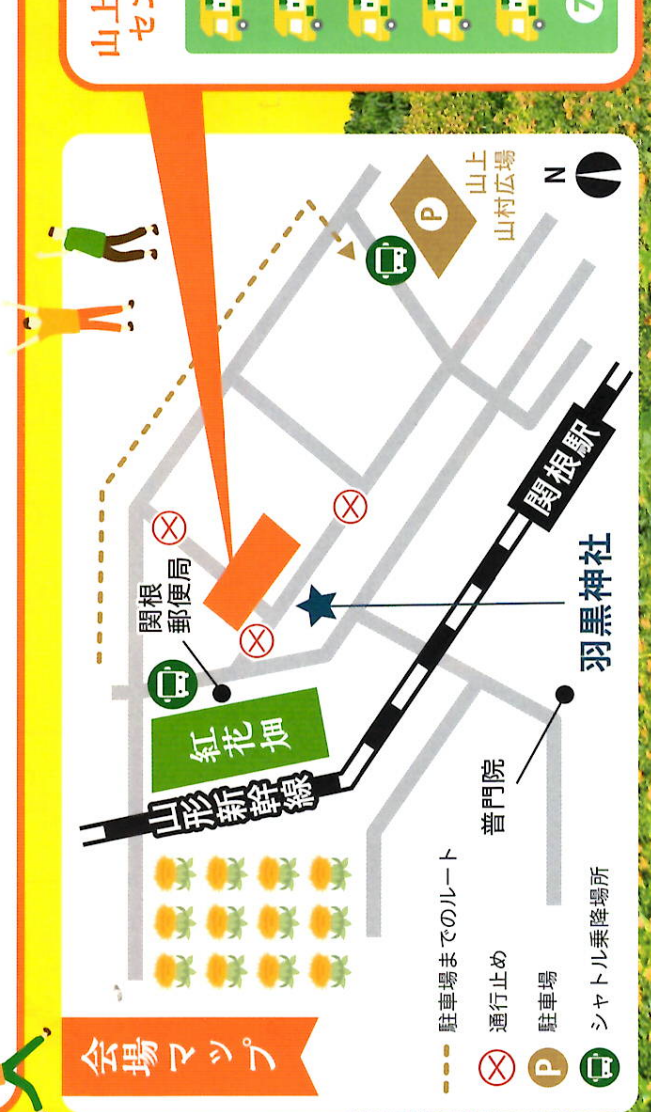 会場マップ
山上
セン
7
山形新幹線
紅花畑
関根
郵便局
P
山上
山村広場
N
関根駅
羽黒神社
普門院
駐車場までのルート
通行止め
P 駐車場
シャトル乗降場所